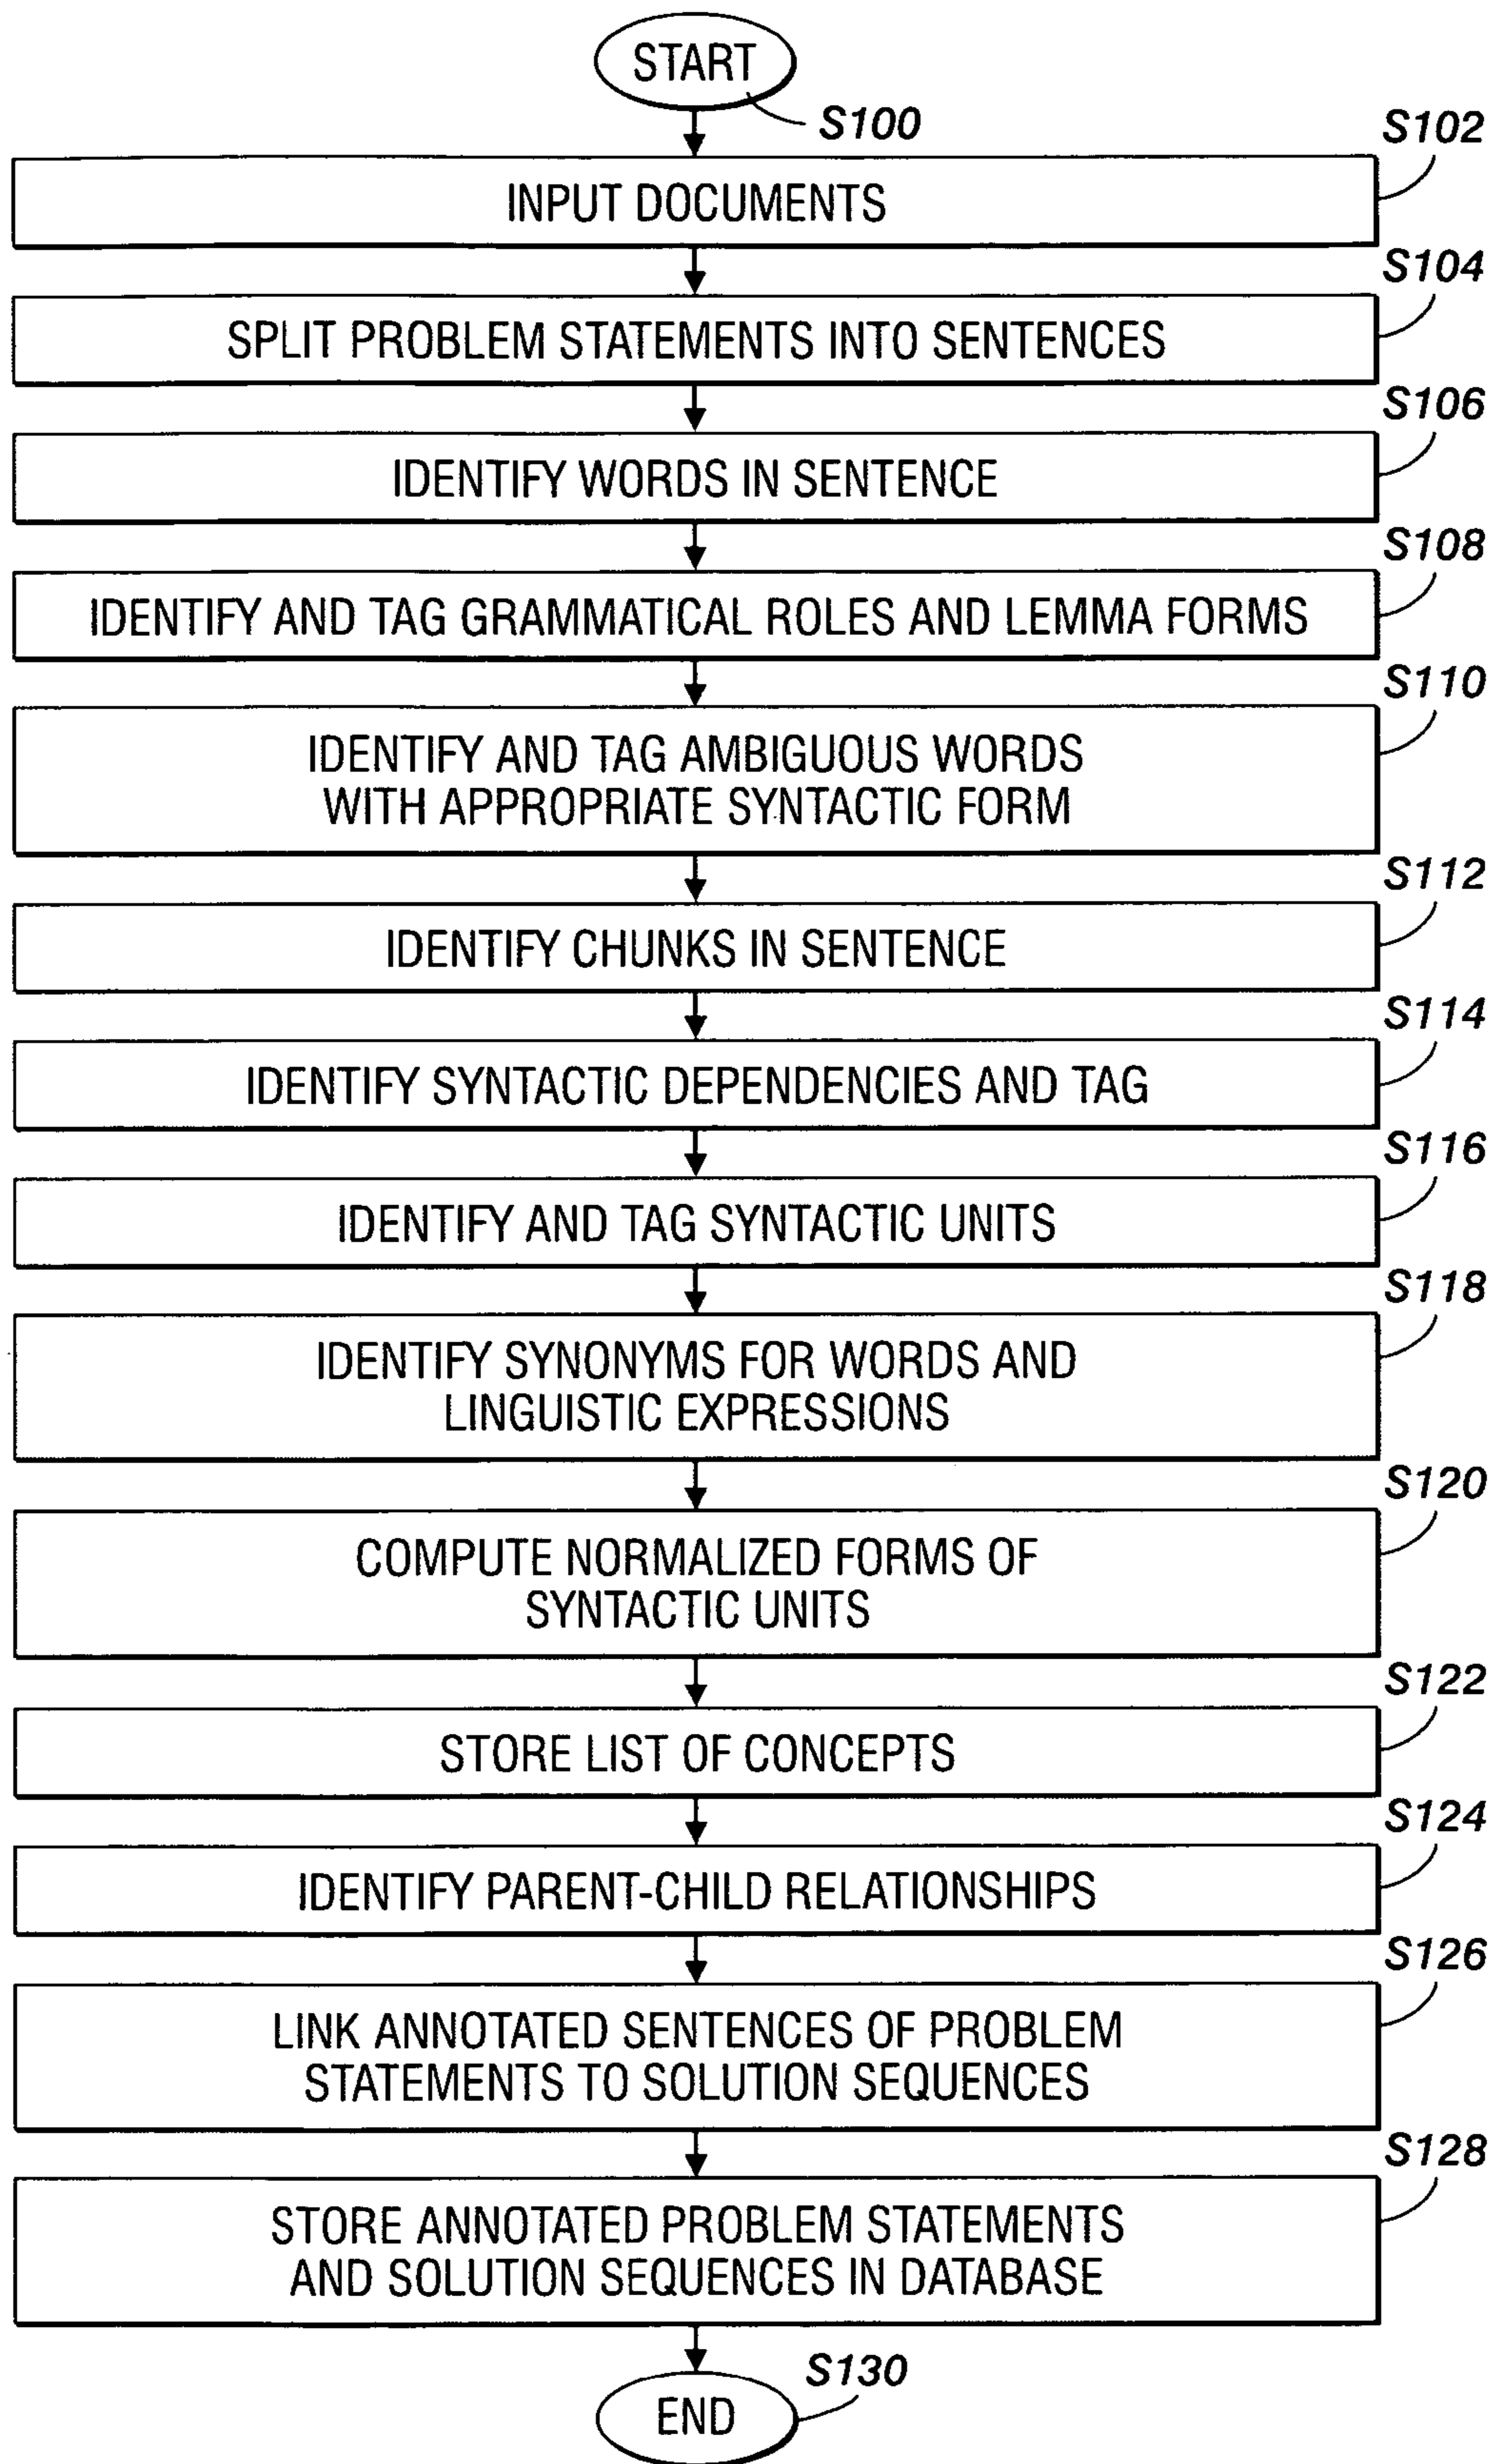 START
S100
S102
INPUT DOCUMENTS
S104
SPLIT PROBLEM STATEMENTS INTO SENTENCES
S106
IDENTIFY WORDS IN SENTENCE
S108
IDENTIFY AND TAG GRAMMATICAL ROLES AND LEMMA FORMS
S110
IDENTIFY AND TAG AMBIGUOUS WORDS
WITH APPROPRIATE SYNTACTIC FORM
S112
IDENTIFY CHUNKS IN SENTENCE
S114
IDENTIFY SYNTACTIC DEPENDENCIES AND TAG
S116
IDENTIFY AND TAG SYNTACTIC UNITS
S118
IDENTIFY SYNONYMS FOR WORDS AND
LINGUISTIC EXPRESSIONS
S120
COMPUTE NORMALIZED FORMS OF
SYNTACTIC UNITS
S122
STORE LIST OF CONCEPTS
S124
IDENTIFY PARENT-CHILD RELATIONSHIPS
S126
LINK ANNOTATED SENTENCES OF PROBLEM
STATEMENTS TO SOLUTION SEQUENCES
S128
STORE ANNOTATED PROBLEM STATEMENTS
AND SOLUTION SEQUENCES IN DATABASE
S130
END